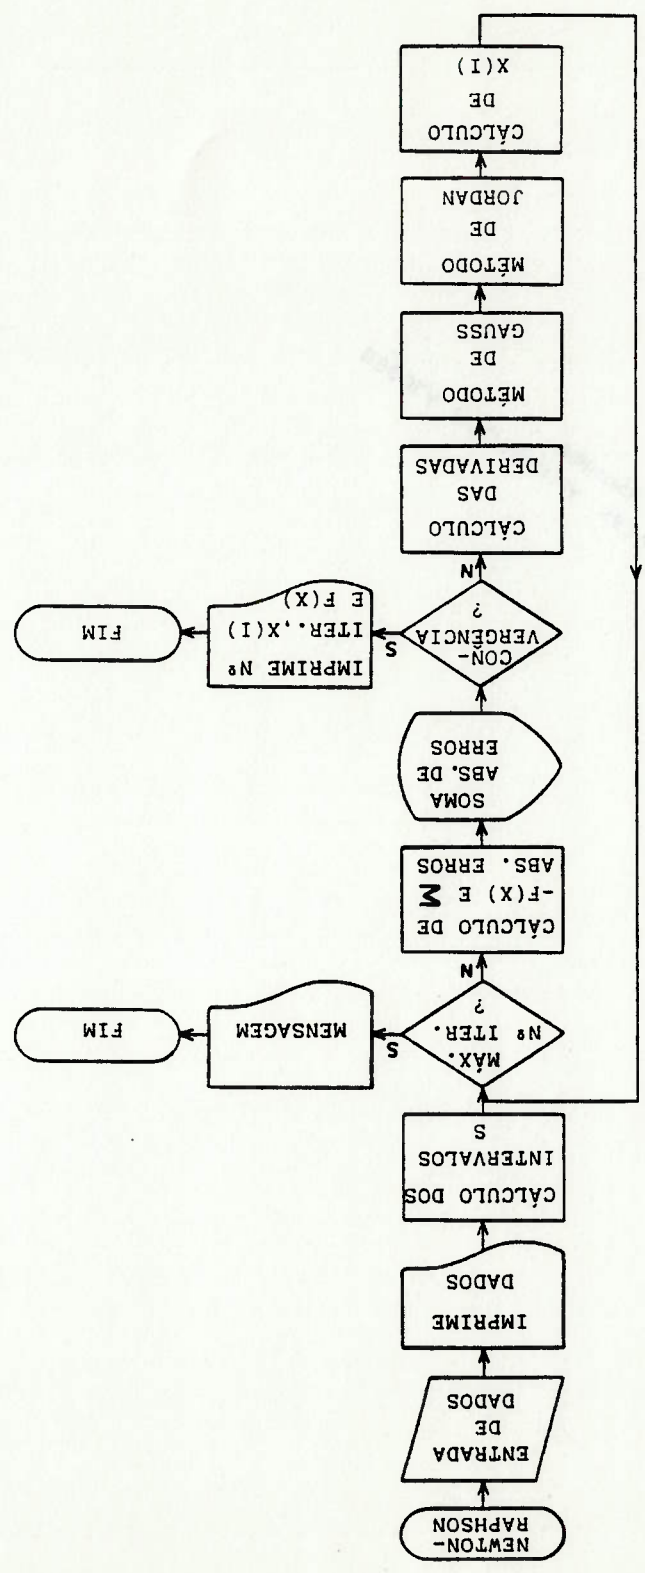 NEWTON-
RAPHSON
ENTRADA
DE
DADOS
IMPRIME
DADOS
CÁLCULO DOS
INTERVALOS
S
MÁX.
Nº ITER.
?
S
MENSAGEM
FIM
N
CÁLCULO DE
-F(X) E Σ
ABS. ERROS
SOMA
ABS. DE
ERROS
CON-
VERGÊNCIA
?
S
IMPRIME Nº
ITER., X(I)
E F(X)
FIM
N
CÁLCULO
DAS
DERIVADAS
MÉTODO
DE
GAUSS
MÉTODO
DE
JORDAN
CÁLCULO
DE
X(I)